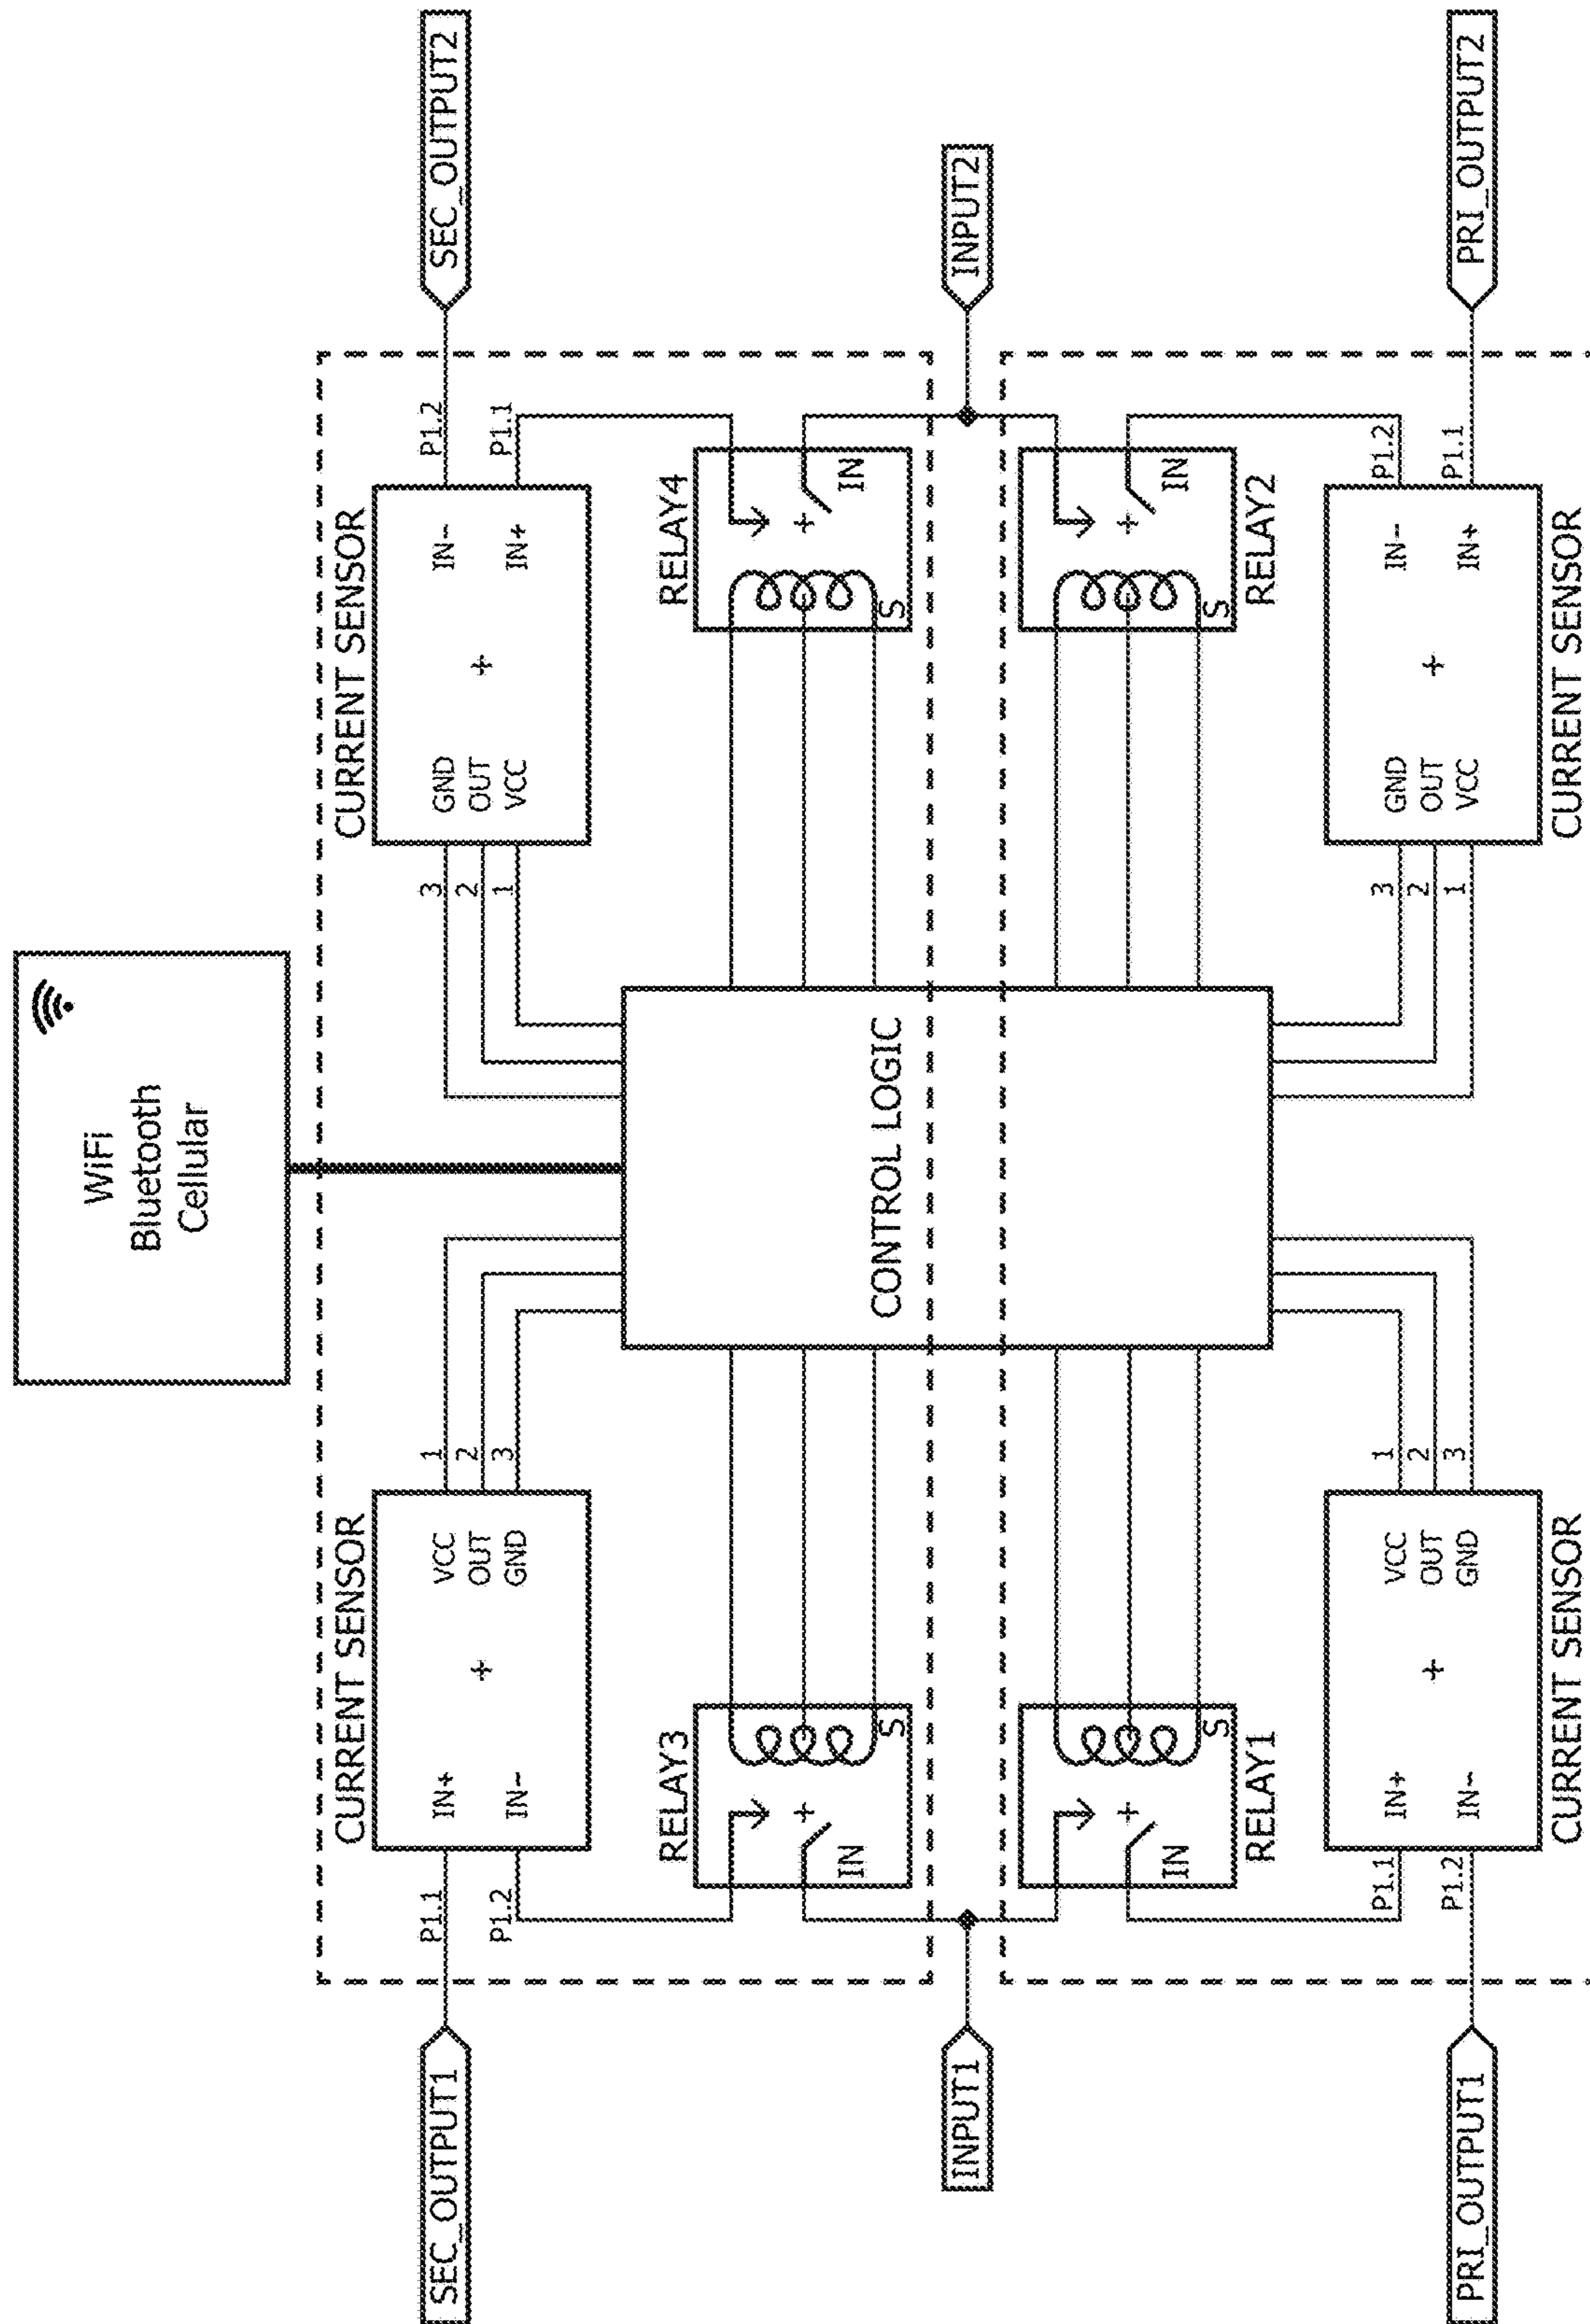 WiFi
Bluetooth
Cellular
CURRENT SENSOR
CURRENT SENSOR
SEC_OUTPUT1
P1.1
IN+
VCC
1
3
GND
IN-
P1.2
SEC_OUTPUT2
OUT
2
2
OUT
P1.2
IN-
GND
3
1
VCC
IN+
P1.1
RELAY3
RELAY4
IN
IN
S
S
CONTROL LOGIC
INPUT1
INPUT2
IN
IN
S
S
RELAY1
RELAY2
P1.1
IN+
VCC
1
3
GND
IN-
P1.2
OUT
2
2
OUT
PRI_OUTPUT1
P1.2
IN-
GND
3
1
VCC
IN+
P1.1
PRI_OUTPUT2
CURRENT SENSOR
CURRENT SENSOR